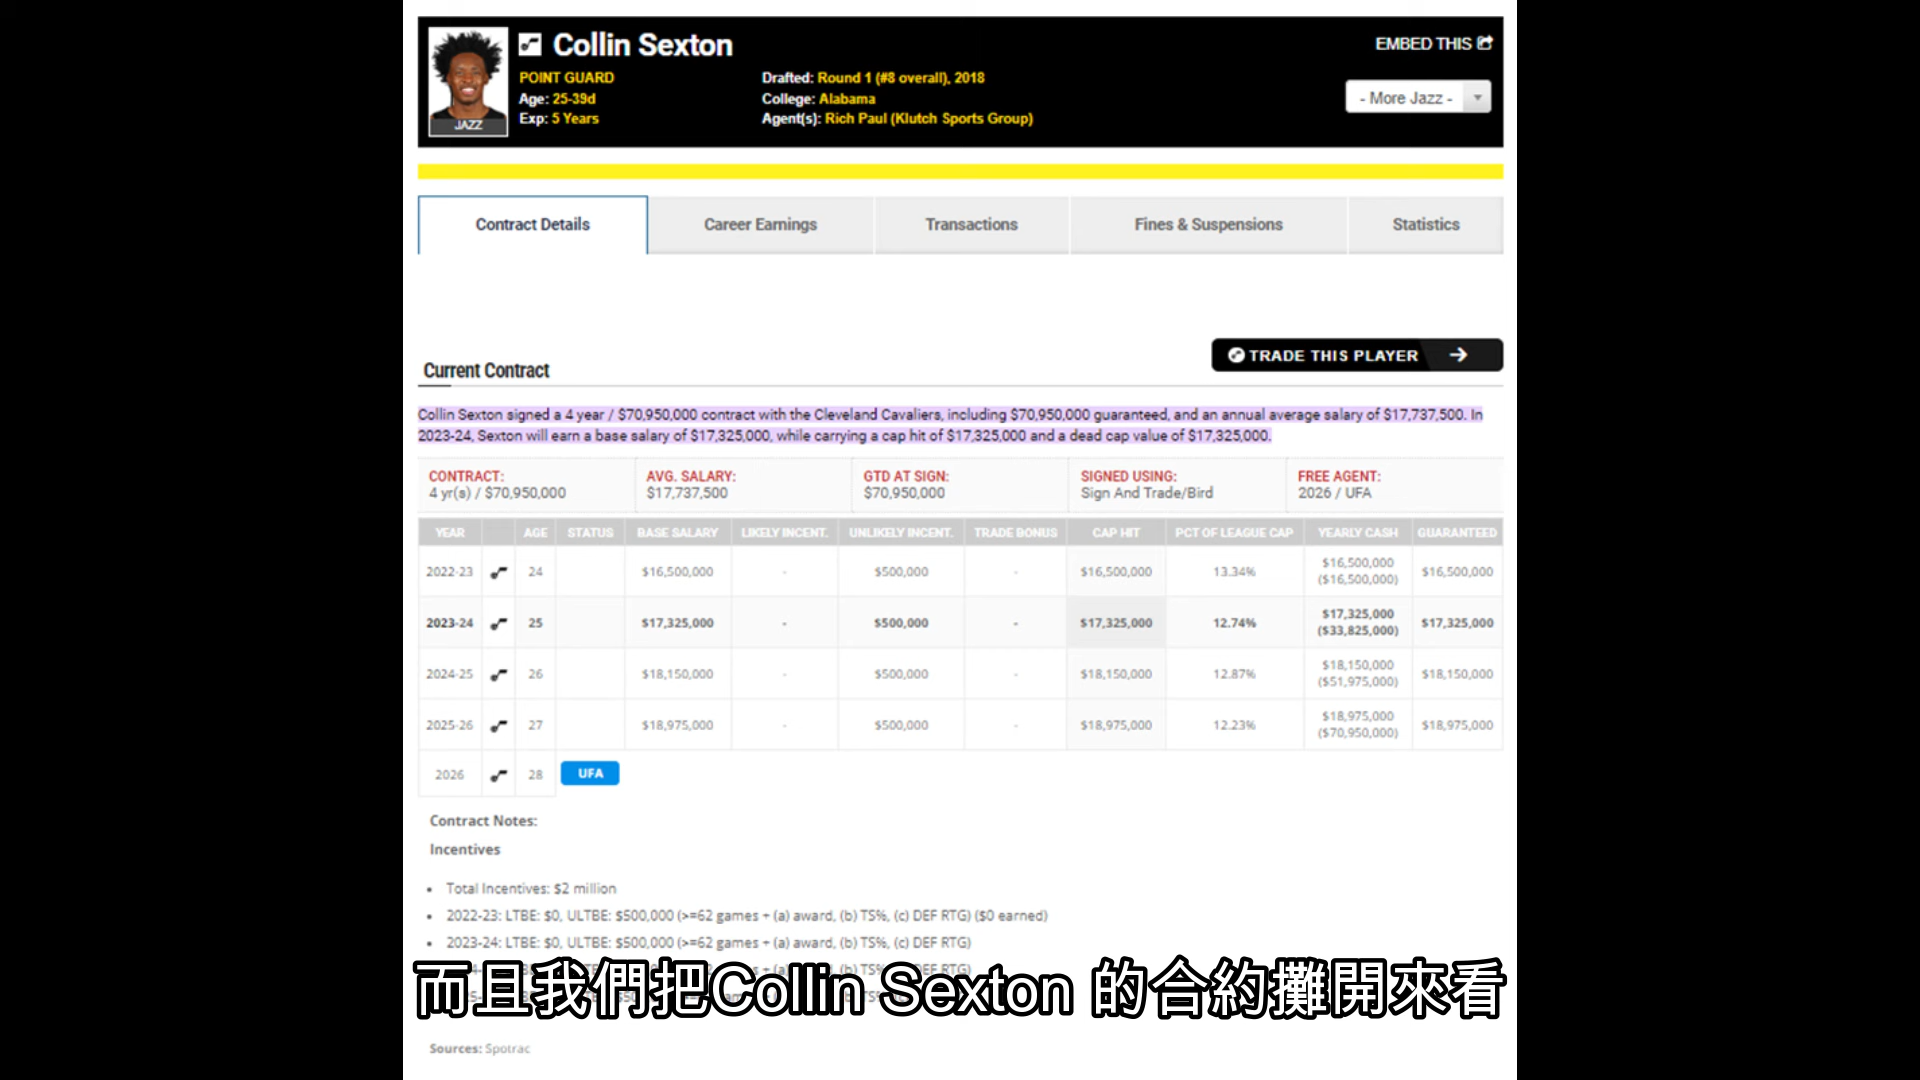 Collin Sexton
EMBED THIS
POINT GUARD
Drafted: Round 1 (#8 overall), 2018
Age: 25-39d
College: Alabama
- More Jazz -
Exp: 5 Years
Agent(s): Rich Paul (Klutch Sports Group)
JAZZ
Contract Details Career Earnings Transactions Fines & Suspensions Statistics
TRADE THIS PLAYER
Current Contract
Collin Sexton signed a 4 year / $70,950,000 contract with the Cleveland Cavaliers, including $70,950,000 guaranteed, and an annual average salary of $17,737,500. In
2023-24, Sexton will earn a base salary of $17,325,000, while carrying a cap hit of $17,325,000 and a dead cap value of $17,325,000.
CONTRACT: AVG. SALARY: GTD AT SIGN: SIGNED USING: FREE AGENT:
4 yr(s) / $70,950,000 $17,737,500 $70,950,000 Sign And Trade/Bird 2026 / UFA
YEAR AGE STATUS BASE SALARY LIKELY INCENT. UNLIKELY INCENT. TRADE BONUS CAP HIT PCT OF LEAGUE CAP YEARLY CASH GUARANTEED
2022-23 24 $16,500,000 - $500,000 - $16,500,000 13.34% $16,500,000 ($16,500,000) $16,500,000
2023-24 25 $17,325,000 - $500,000 - $17,325,000 12.74% $17,325,000 ($33,825,000) $17,325,000
2024-25 26 $18,150,000 - $500,000 - $18,150,000 12.87% $18,150,000 ($51,975,000) $18,150,000
2025-26 27 $18,975,000 - $500,000 - $18,975,000 12.23% $18,975,000 ($70,950,000) $18,975,000
2026 28 UFA
Contract Notes:
Incentives
• Total Incentives: $2 million
• 2022-23: LTBE: $0, ULTBE: $500,000 (>=62 games + (a) award, (b) TS%, (c) DEF RTG) ($0 earned)
• 2023-24: LTBE: $0, ULTBE: $500,000 (>=62 games + (a) award, (b) TS%, (c) DEF RTG)
而且我們把Collin Sexton 的合約攤開來看
Sources: Spotrac